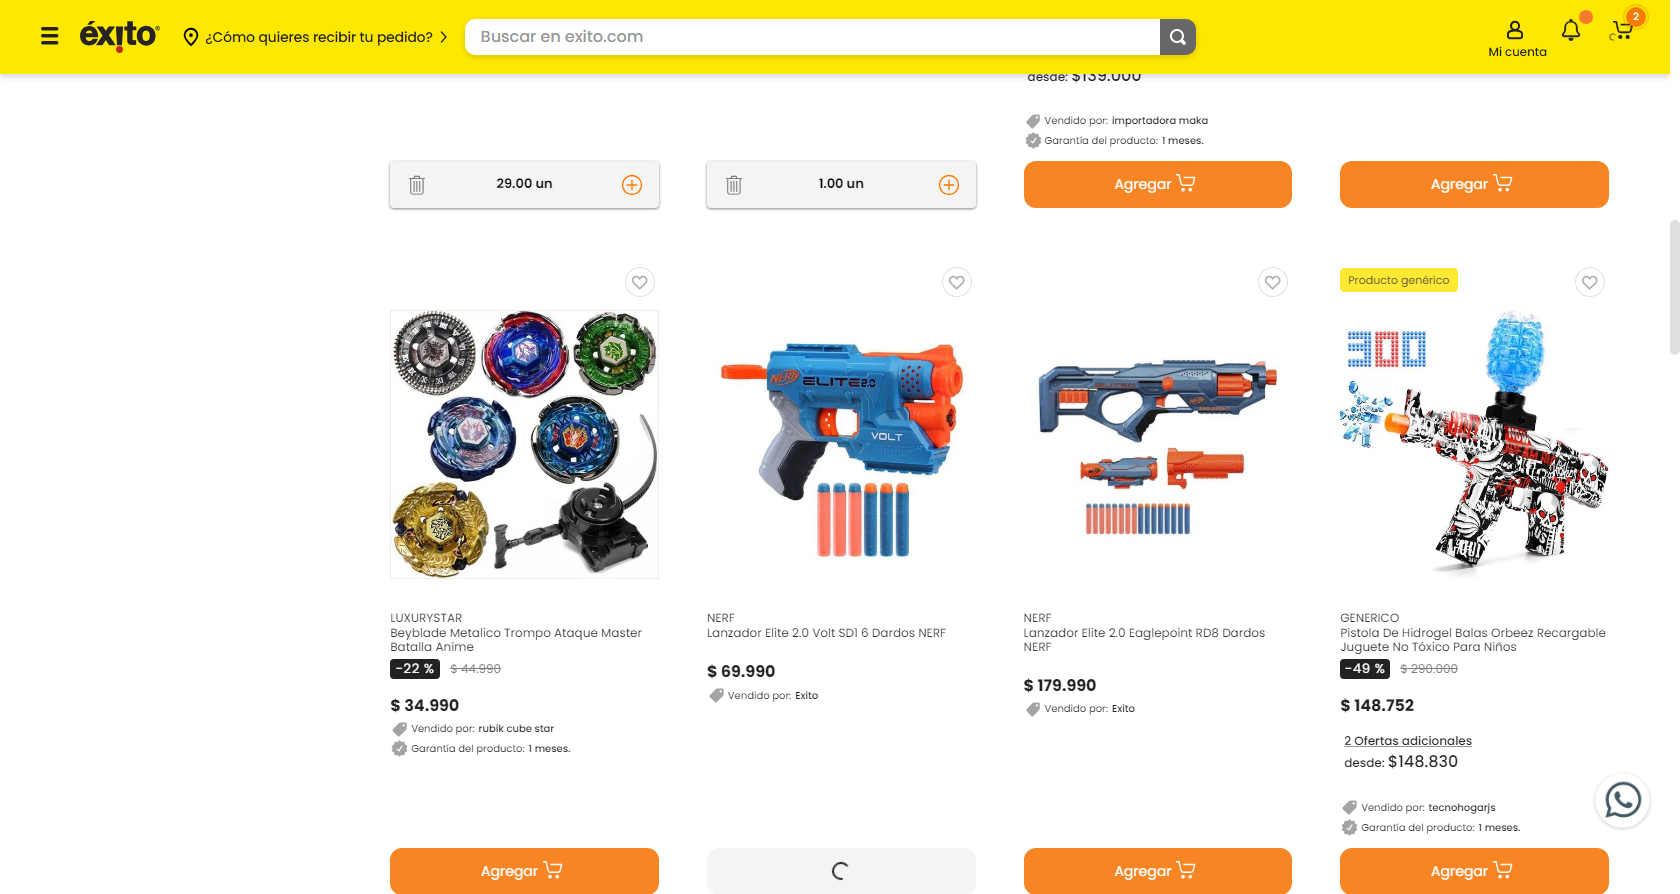 éxito
¿Cómo quieres recibir tu pedido?
Buscar en exito.com
Mi cuenta
2
desde: $139.000
Vendido por: importadora maka
Garantía del producto: 1 meses.
29.00 un
1.00 un
Agregar
Agregar
Producto genérico
300
NERF ELITE 2.0
VOLT
LUXURYSTAR
Beyblade Metalico Trompo Ataque Master
Batalla Anime
-22 % $ 44.990
$ 34.990
Vendido por: rubik cube star
Garantía del producto: 1 meses.
Agregar
NERF
Lanzador Elite 2.0 Volt SD1 6 Dardos NERF
$ 69.990
Vendido por: Exito
NERF
Lanzador Elite 2.0 Eaglepoint RD8 Dardos
NERF
$ 179.990
Vendido por: Exito
Agregar
GENERICO
Pistola De Hidrogel Balas Orbeez Recargable
Juguete No Tóxico Para Niños
-49 % $ 290.000
$ 148.752
2 Ofertas adicionales
desde: $148.830
Vendido por: tecnohogarjs
Garantía del producto: 1 meses.
Agregar